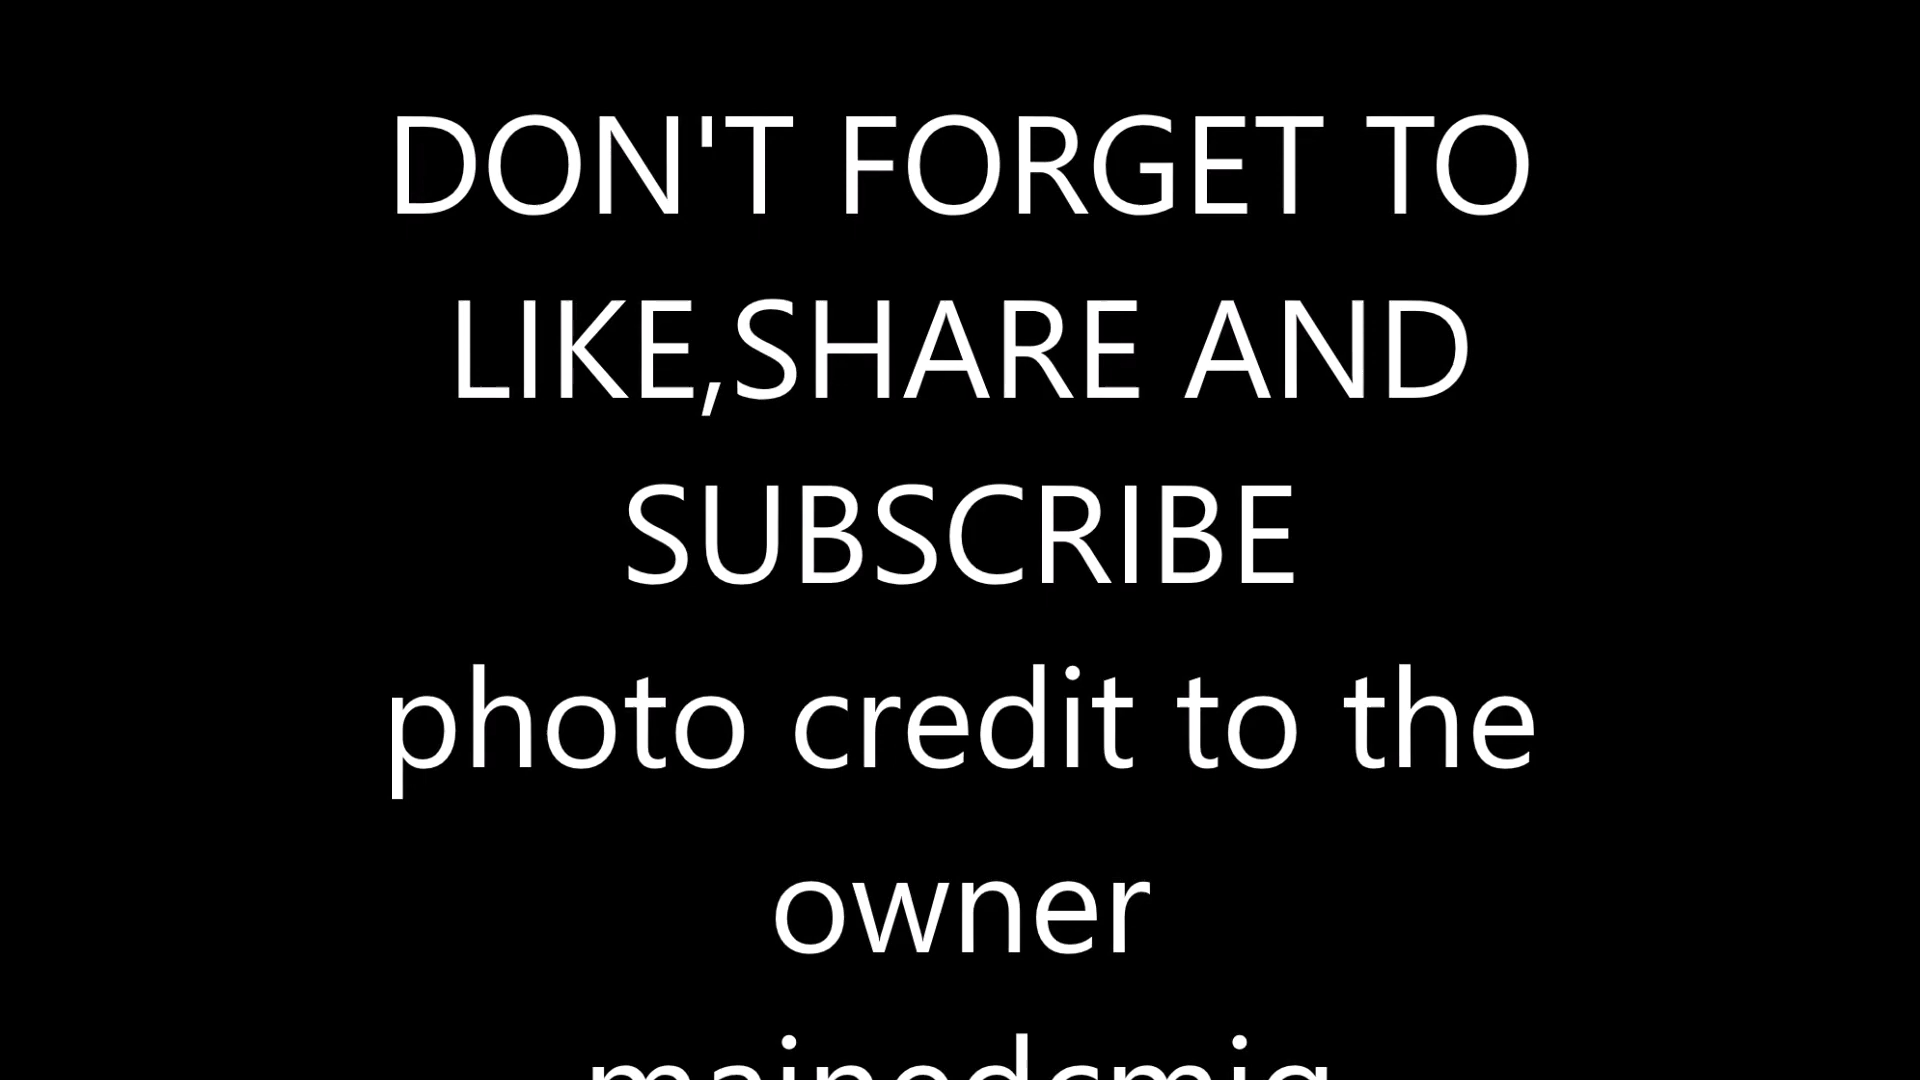 DON'T FORGET TO
LIKE,SHARE AND
SUBSCRIBE
photo credit to the
owner